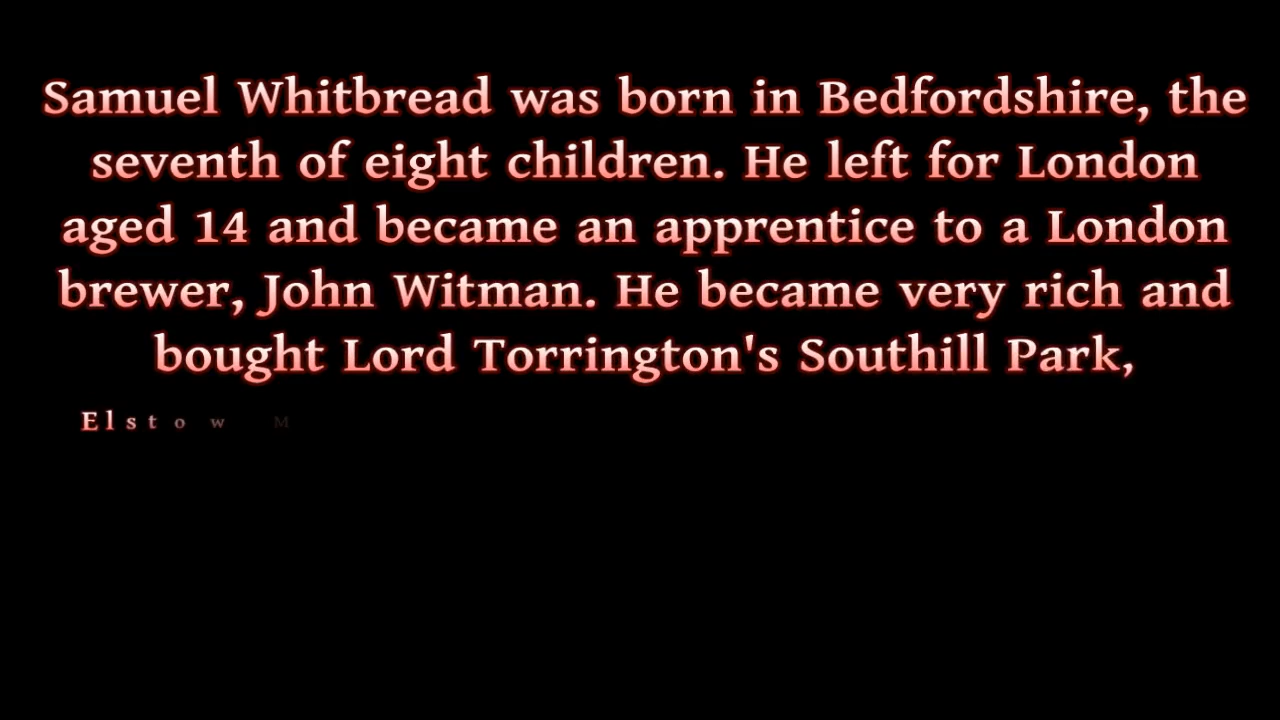 Samuel Whitbread was born in Bedfordshire, the
seventh of eight children. He left for London
aged 14 and became an apprentice to a London
brewer, John Witman. He became very rich and
bought Lord Torrington's Southill Park,
Elstow M